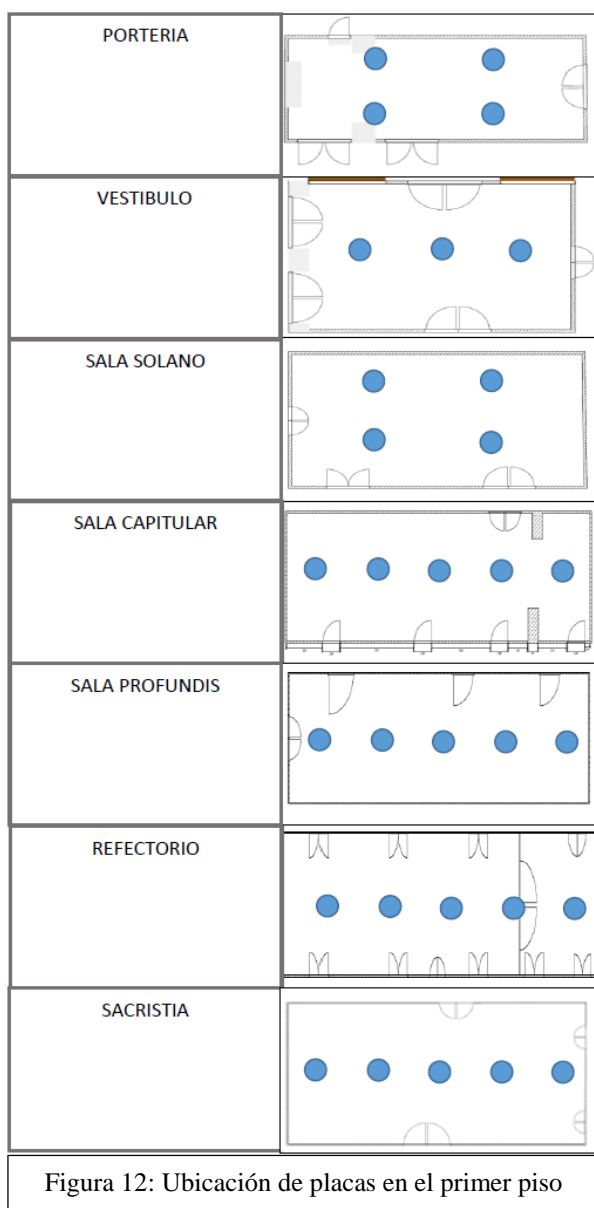 PORTERIA
VESTIBULO
SALA SOLANO
SALA CAPITULAR
SALA PROFUNDIS
REFECTORIO
SACRISTIA
Figura 12: Ubicación de placas en el primer piso